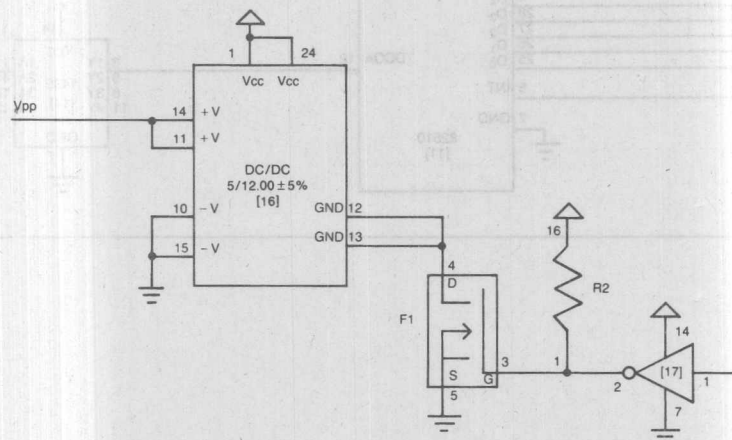 1 24
Vcc Vcc
Vpp
14 +V
11 +V
DC/DC
5/12.00 ± 5%
[16]
10 −V
GND 12
GND 13
15 −V
16
4
D
R2
F1
14
3 1
[17]
S G
2 1
5
7